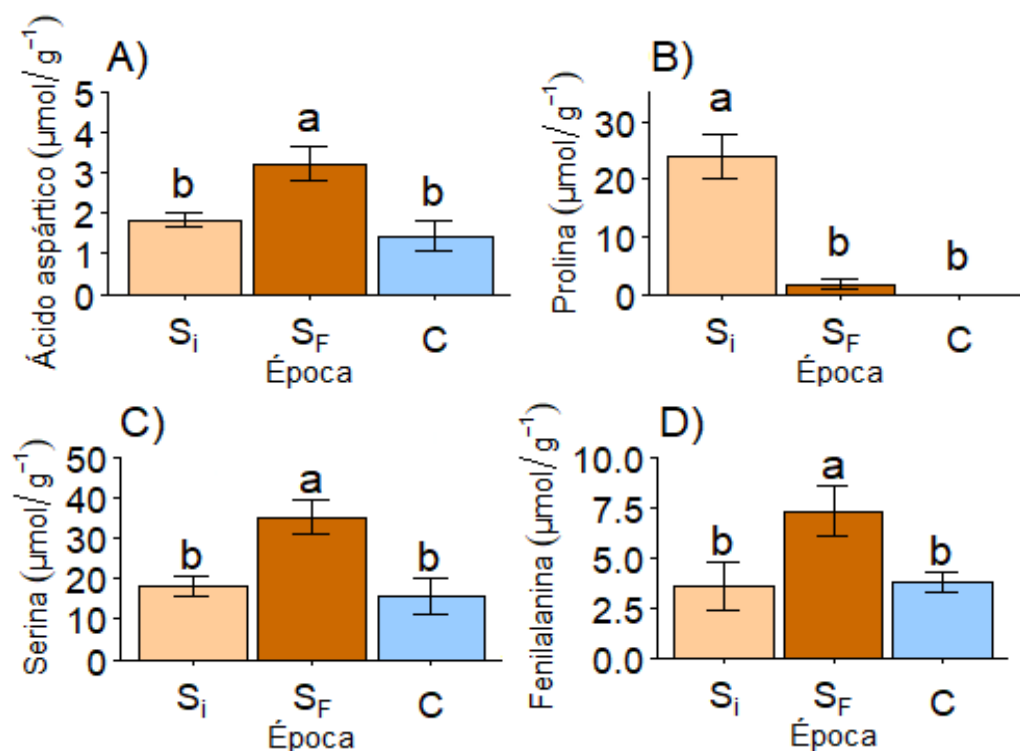 A)
Ácido aspártico (µmol/ g⁻¹)
5
4
3
2
1
0
b
a
b
Sᵢ
S_F
C
Época
B)
Prolina (µmol/ g⁻¹)
30
20
10
0
a
b
b
Sᵢ
S_F
C
Época
C)
Serina (µmol/ g⁻¹)
50
40
30
20
10
0
b
a
b
Sᵢ
S_F
C
Época
D)
Fenilalanina (µmol/ g⁻¹)
10.0
7.5
5.0
2.5
0.0
b
a
b
Sᵢ
S_F
C
Época